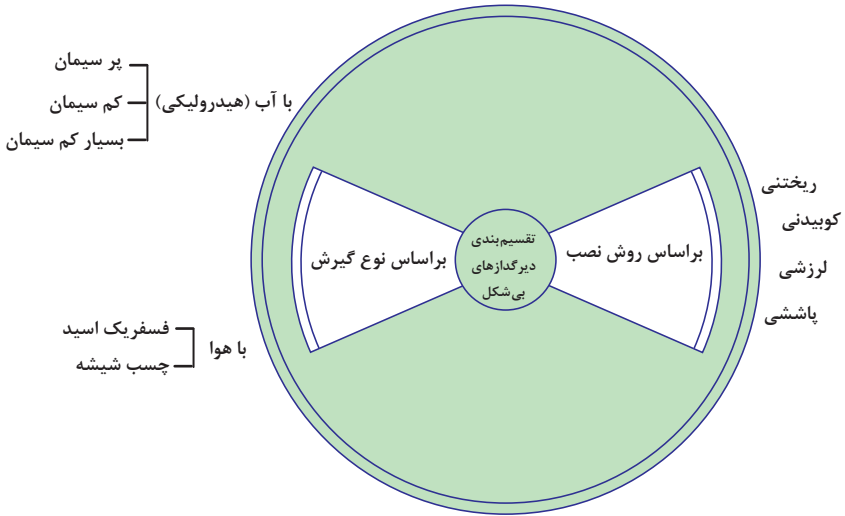 تقسیم‌بندی
دیرگدازهای
بی‌شکل
براساس روش نصب
ریختنی
کوبیدنی
لرزشی
پاششی
براساس نوع گیرش
با آب (هیدرولیکی)
پر سیمان
کم سیمان
بسیار کم سیمان
با هوا
فسفریک اسید
چسب شیشه